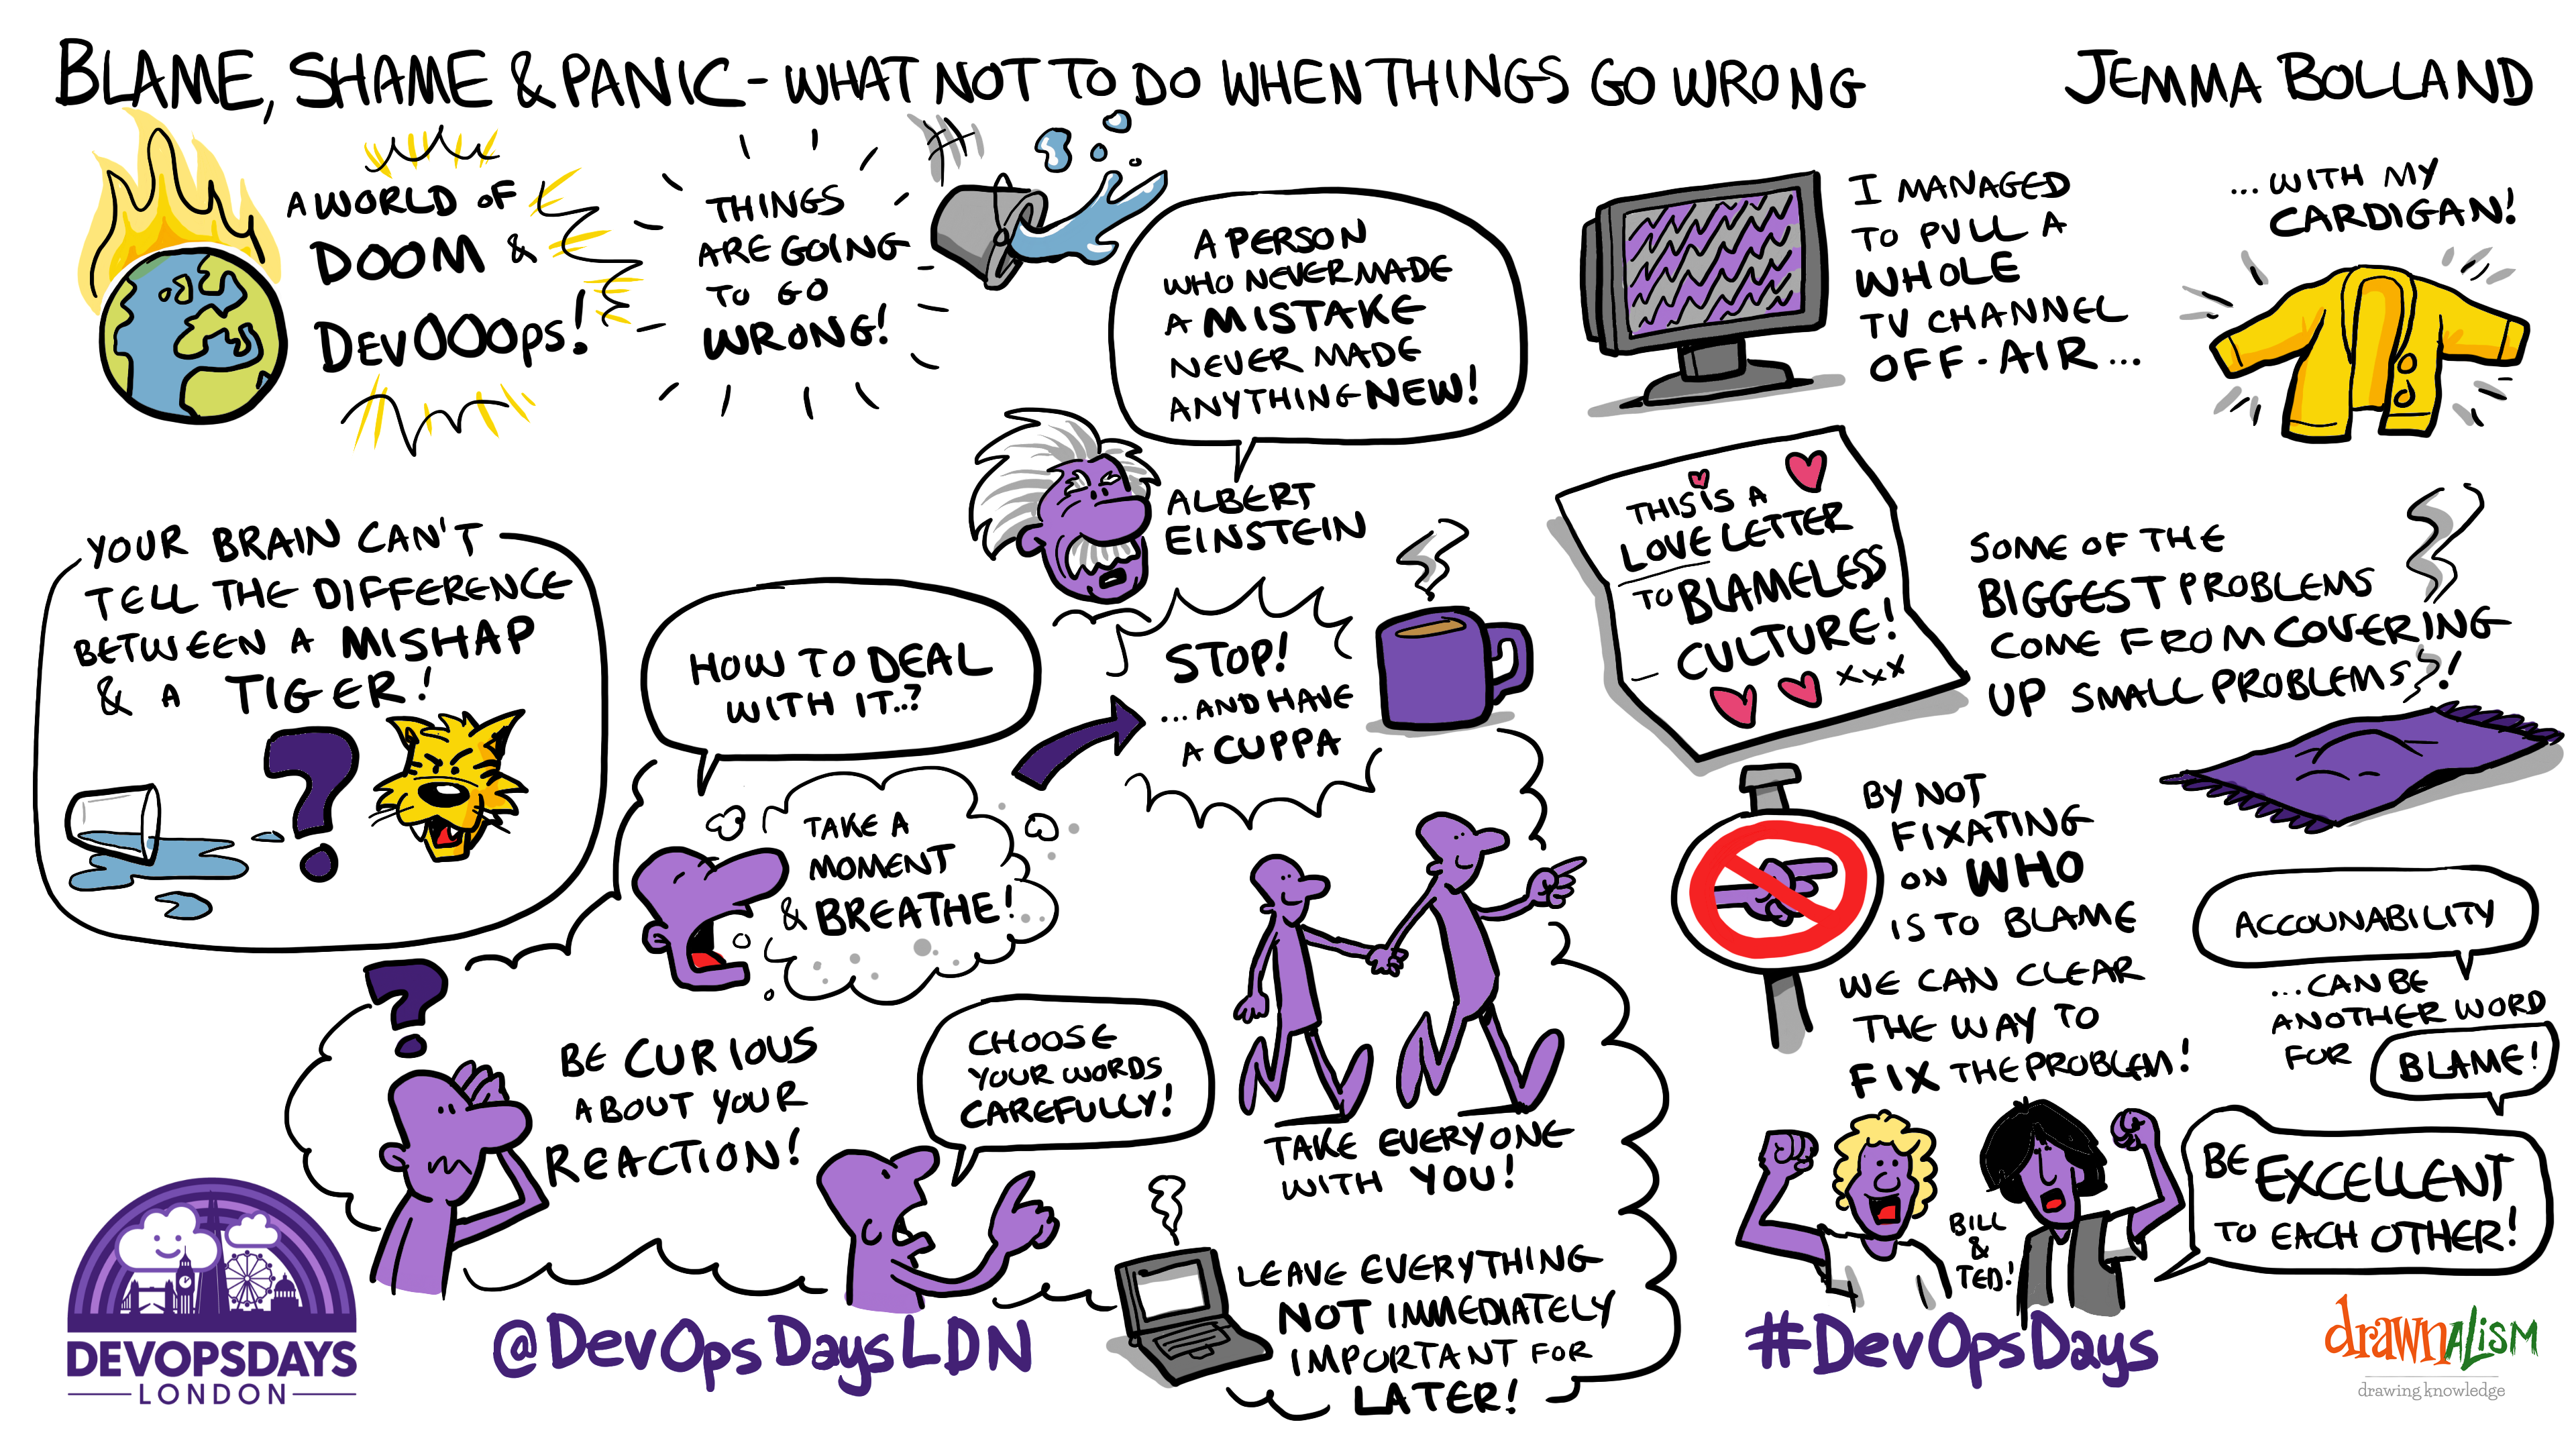 BLAME, SHAME & PANIC - WHAT NOT TO DO WHEN THINGS GO WRONG
JEMMA BOLLAND
A WORLD OF
DOOM &
DEVOOOPS!
THINGS
ARE GOING
TO GO
WRONG!
A PERSON
WHO NEVER MADE
A MISTAKE
NEVER MADE
ANYTHING NEW!
ALBERT
EINSTEIN
I MANAGED
TO PULL A
WHOLE
TV CHANNEL
OFF-AIR...
...WITH MY
CARDIGAN!
YOUR BRAIN CAN'T
TELL THE DIFFERENCE
BETWEEN A MISHAP
& A TIGER!
?
HOW TO DEAL
WITH IT..?
TAKE A
MOMENT
& BREATHE!
STOP!
...AND HAVE
A CUPPA
THIS IS A
LOVE LETTER
TO BLAMELESS
CULTURE!
XXX
SOME OF THE
BIGGEST PROBLEMS
COME FROM COVERING
UP SMALL PROBLEMS!
?
BE CURIOUS
ABOUT YOUR
REACTION!
CHOOSE
YOUR WORDS
CAREFULLY!
TAKE EVERYONE
WITH YOU!
LEAVE EVERYTHING
NOT IMMEDIATELY
IMPORTANT FOR
LATER!
BY NOT
FIXATING
ON WHO
IS TO BLAME
WE CAN CLEAR
THE WAY TO
FIX THE PROBLEM!
ACCOUNABILITY
...CAN BE
ANOTHER WORD
FOR BLAME!
BILL
&
TED!
BE EXCELLENT
TO EACH OTHER!
DEVOPSDAYS
LONDON
@DevOpsDaysLDN
#DevOpsDays
drawnALiSM
drawing knowledge